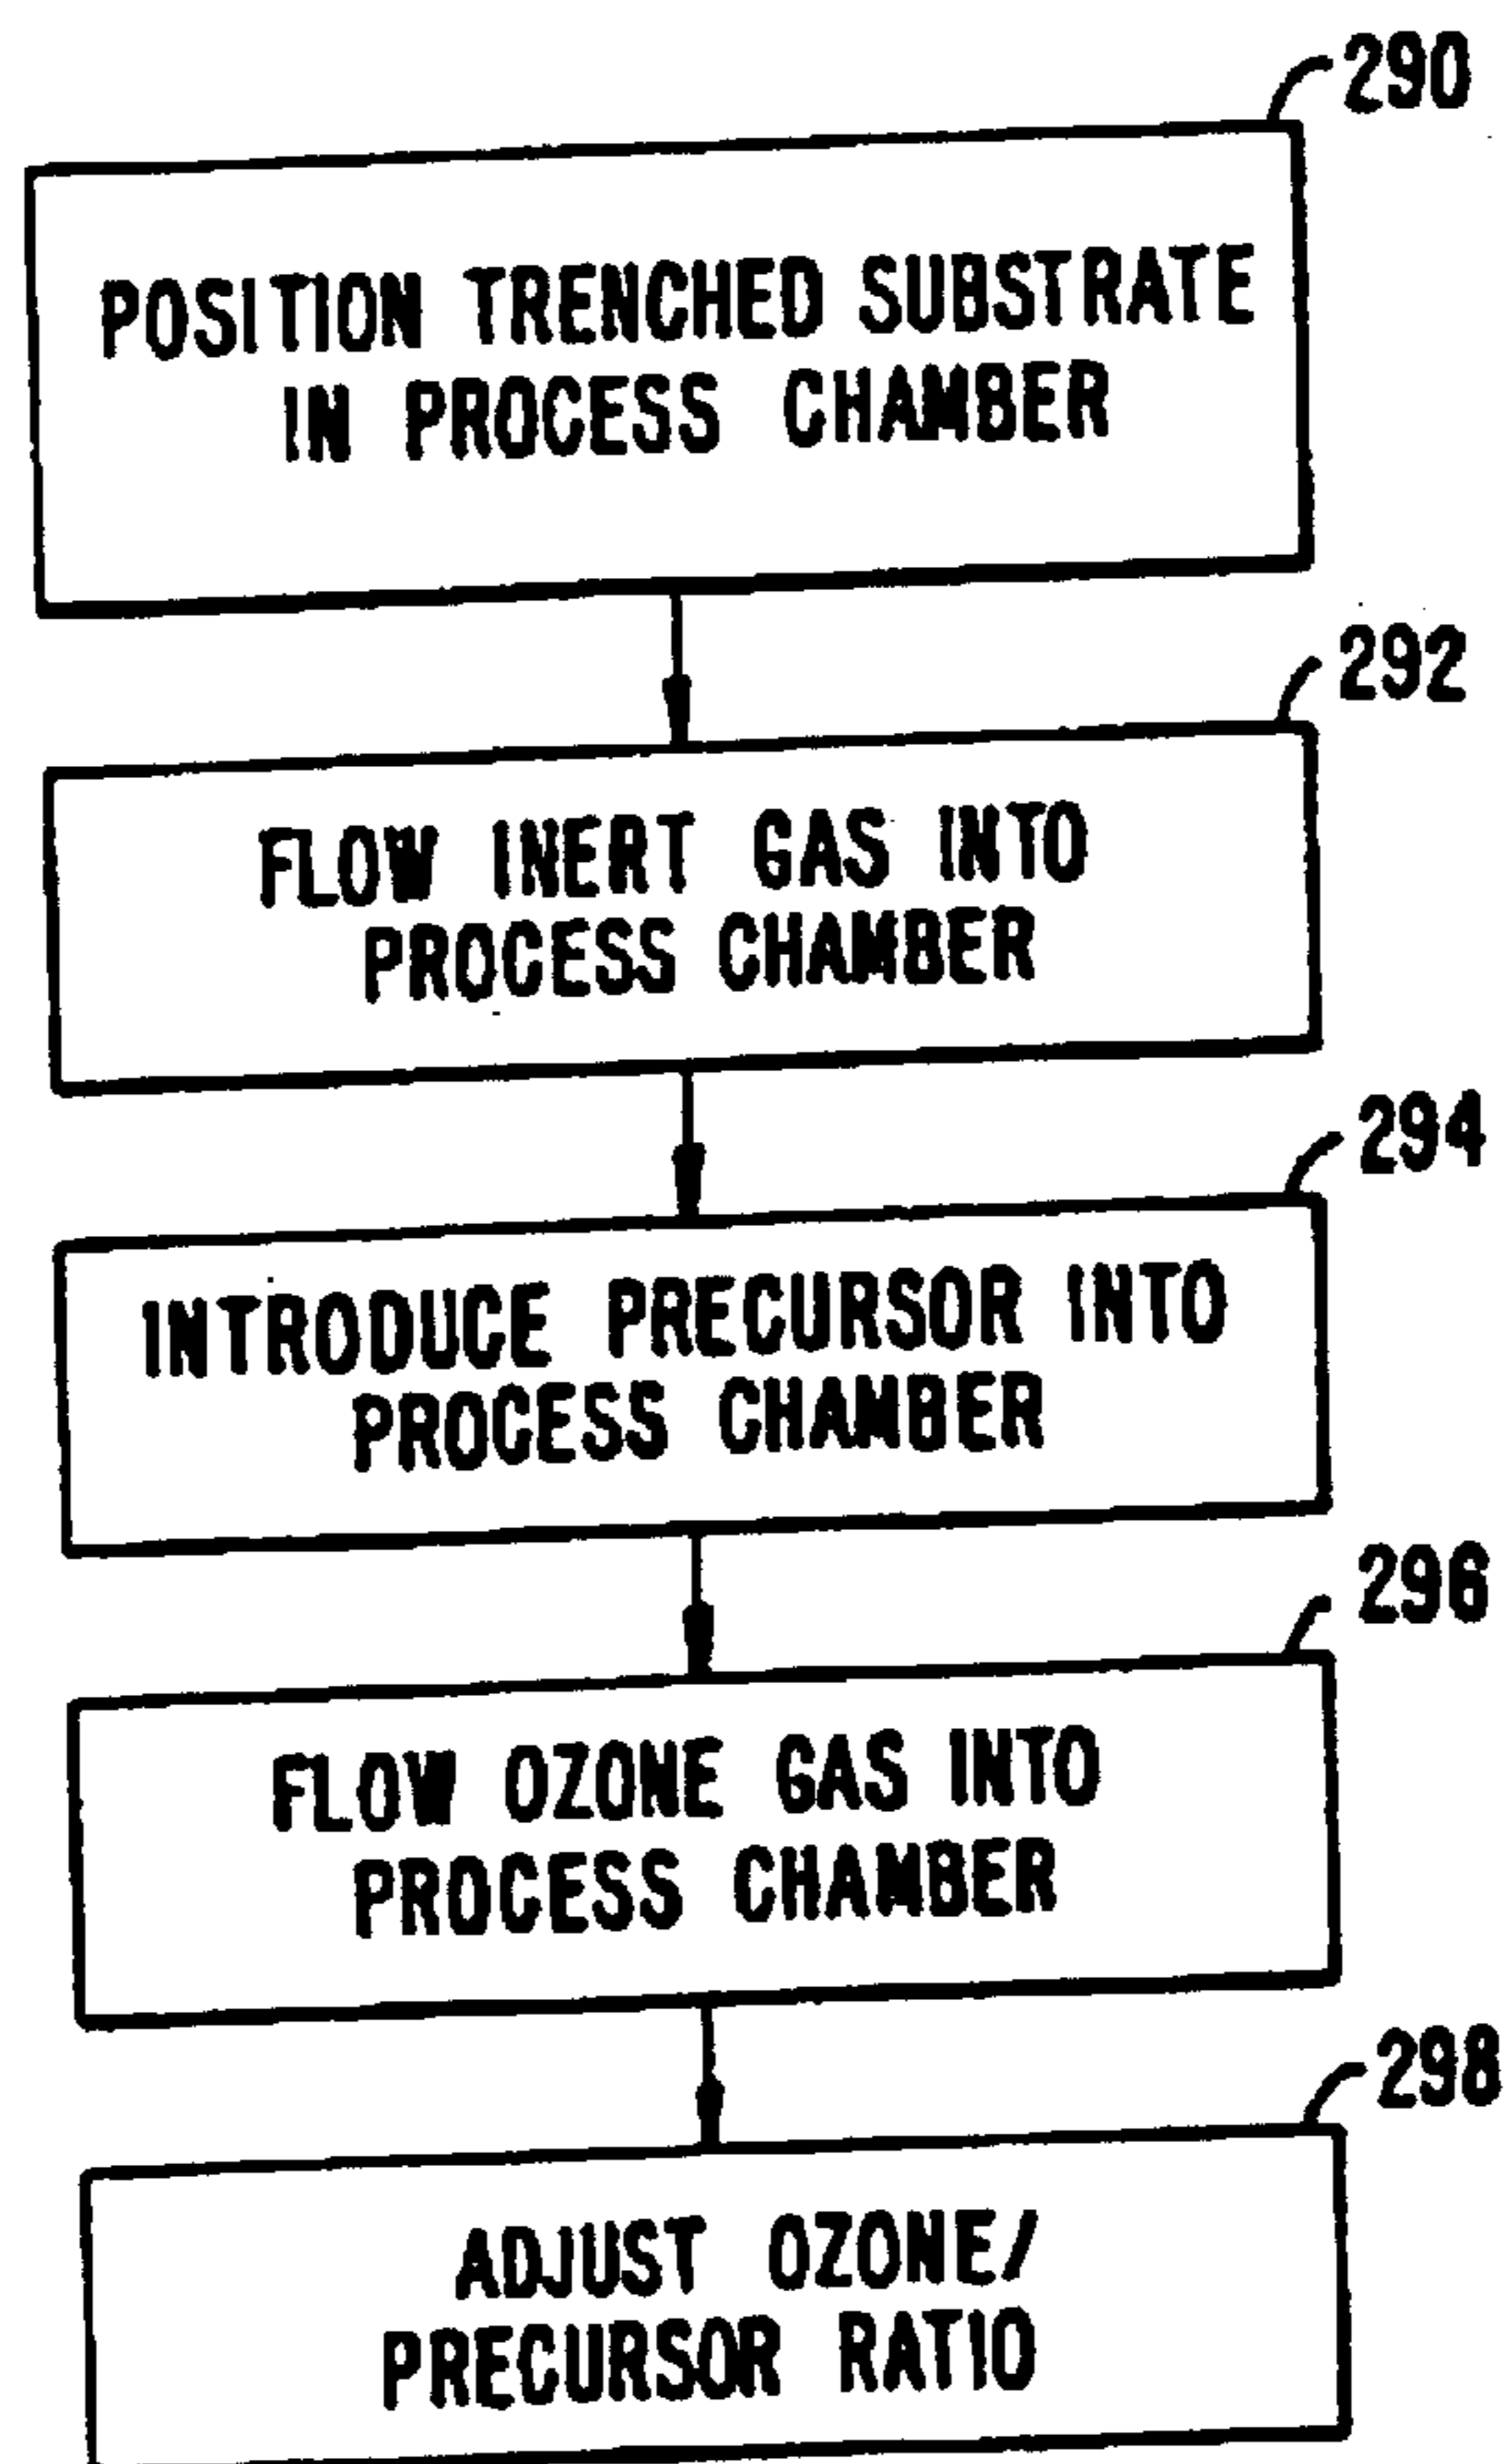 290
POSITION TRENCHED SUBSTRATE
IN PROCESS CHAMBER
292
FLOW INERT GAS INTO
PROCESS CHAMBER
294
INTRODUCE PRECURSOR INTO
PROCESS CHAMBER
296
FLOW OZONE GAS INTO
PROCESS CHAMBER
298
ADJUST OZONE/
PRECURSOR RATIO